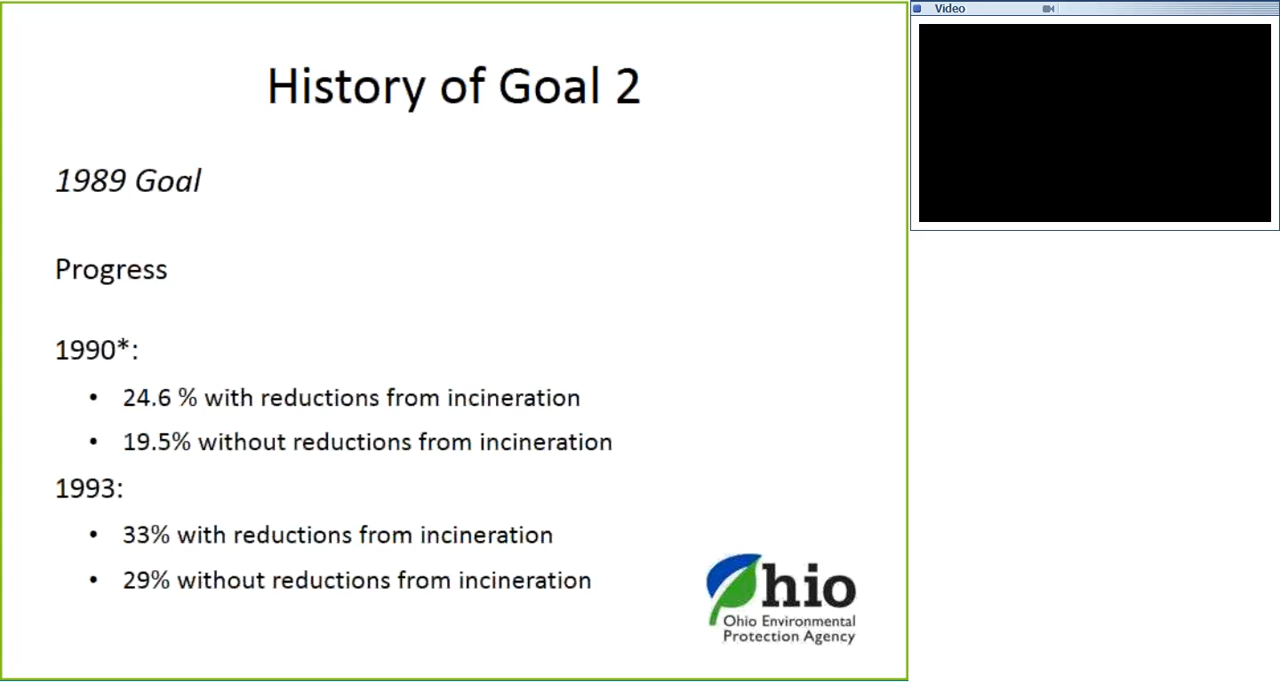 History of Goal 2
1989 Goal
Progress
1990*:
• 24.6 % with reductions from incineration
• 19.5% without reductions from incineration
1993:
• 33% with reductions from incineration
• 29% without reductions from incineration
Ohio
Ohio Environmental
Protection Agency
Video